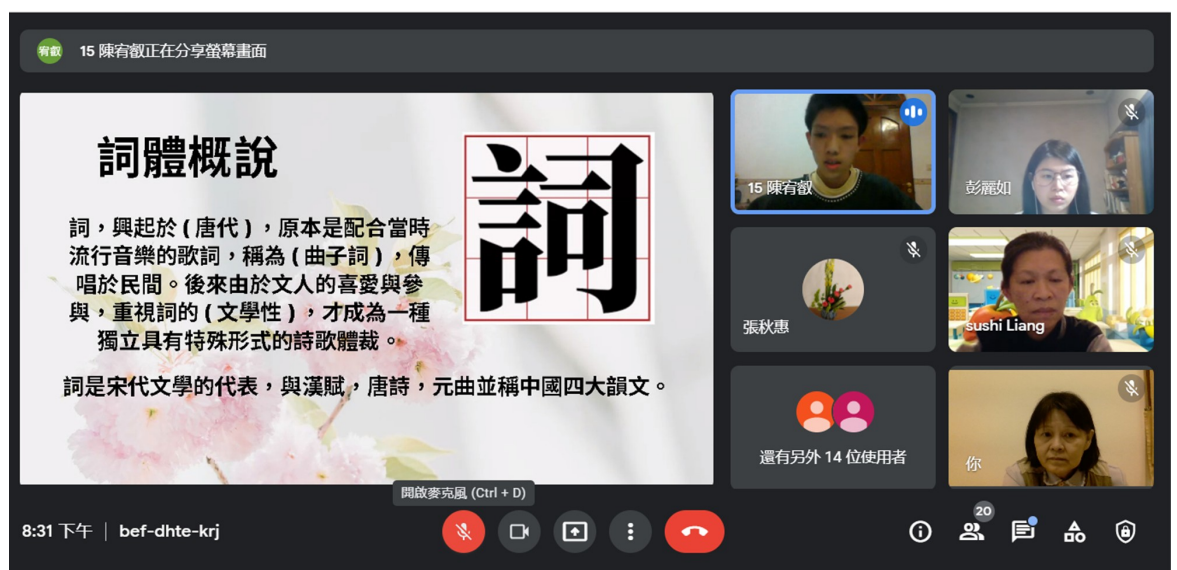 宥叡
15 陳宥叡正在分享螢幕畫面
詞體概說
詞
詞，興起於 ( 唐代 ) ，原本是配合當時
流行音樂的歌詞，稱為 ( 曲子詞 ) ，傳
唱於民間。後來由於文人的喜愛與參
與，重視詞的 ( 文學性 ) ，才成為一種
獨立具有特殊形式的詩歌體裁。
詞是宋代文學的代表，與漢賦，唐詩，元曲並稱中國四大韻文。
15 陳宥叡
彭麗如
張秋惠
sushi Liang
還有另外 14 位使用者
你
開啟麥克風 (Ctrl + D)
8:31 下午 | bef-dhte-krj
20